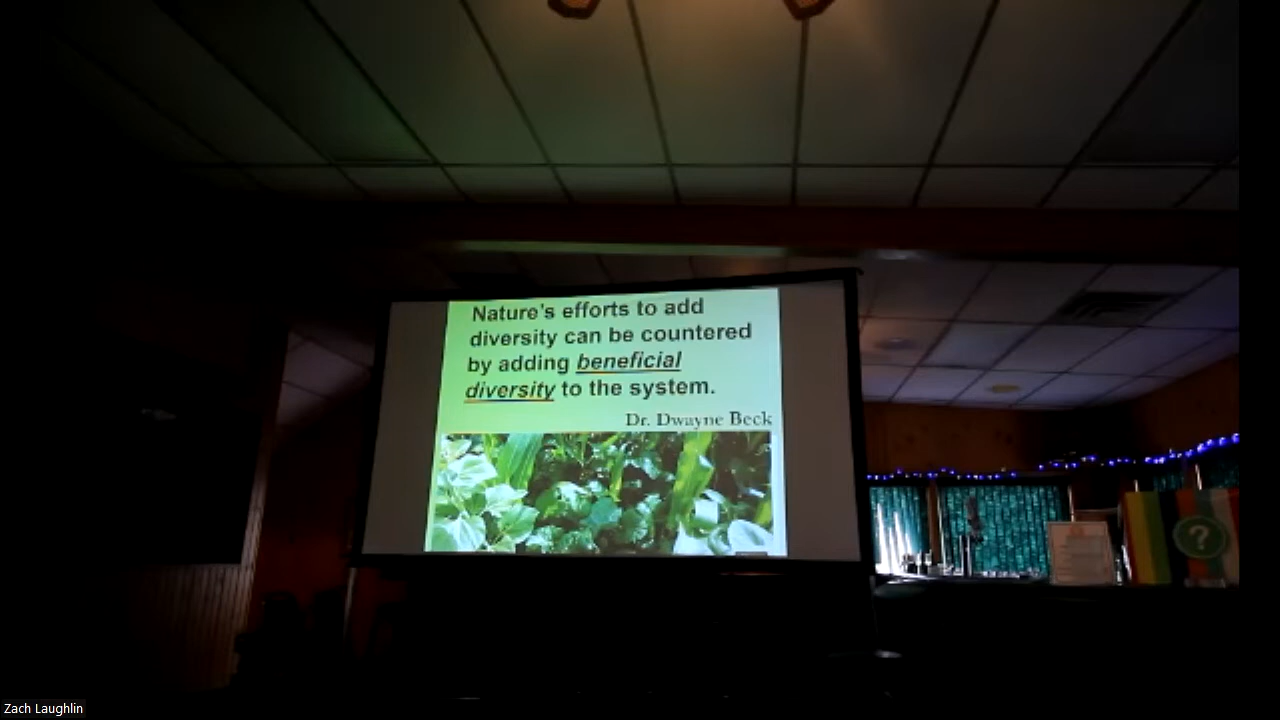 Nature's efforts to add
diversity can be countered
by adding beneficial
diversity to the system.
Dr. Dwayne Beck
?
Zach Laughlin